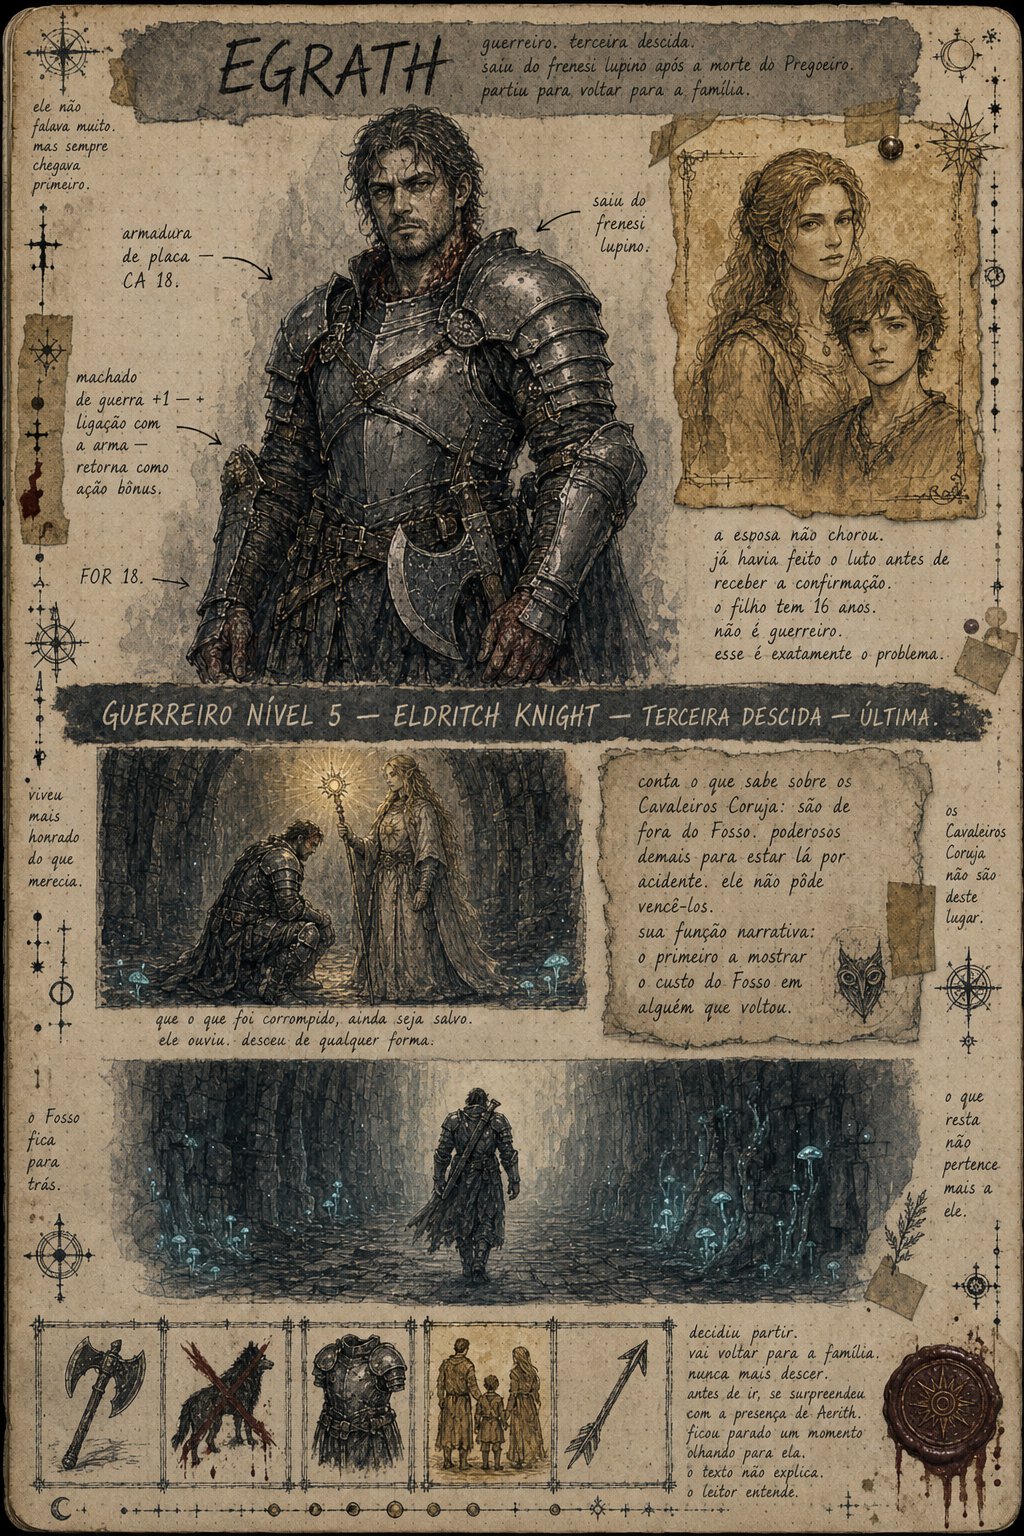 EGRATH
guerreiro. terceira descida.
saiu do frenesi lupino após a morte do Pregoeiro.
partiu para voltar para a família.
ele não
falava muito.
mas sempre
chegava
primeiro.
armadura
de placa —
CA 18.
saiu do
frenesi
lupino.
machado
de guerra +1 — +
ligação com
a arma —
retorna como
ação bônus.
FOR 18.
a esposa não chorou.
já havia feito o luto antes de
receber a confirmação.
o filho tem 16 anos.
não é guerreiro.
esse é exatamente o problema.
GUERREIRO NÍVEL 5 — ELDRITCH KNIGHT — TERCEIRA DESCIDA — ÚLTIMA.
viveu
mais
honrado
do que
merecia.
que o que foi corrompido, ainda seja salvo.
ele ouviu. desceu de qualquer forma.
conta o que sabe sobre os
Cavaleiros Coruja: são de
fora do Fosso. poderosos
demais para estar lá por
acidente. ele não pôde
vencê-los.
sua função narrativa:
o primeiro a mostrar
o custo do Fosso em
alguém que voltou.
os
Cavaleiros
Coruja
não são
deste
lugar.
o Fosso
fica
para
trás.
o que
resta
não
pertence
mais a
ele.
decidiu partir.
vai voltar para a família.
nunca mais descer.
antes de ir, se surpreendeu
com a presença de Aerith.
ficou parado um momento
olhando para ela.
o texto não explica.
o leitor entende.